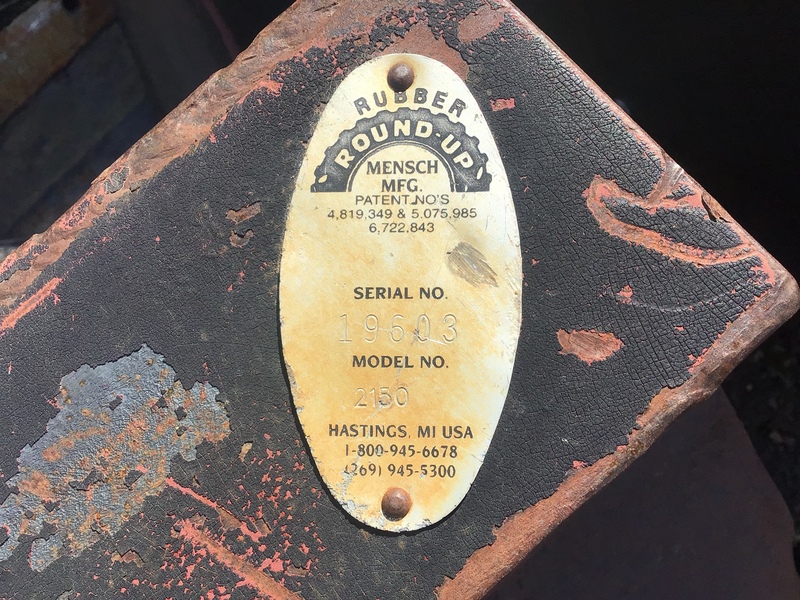 RUBBER
ROUND-UP
MENSCH
MFG.
PATENT NO'S
4,819,349 & 5,075,985
6,722,843
SERIAL NO.
19603
MODEL NO.
2150
HASTINGS, MI USA
1-800-945-6678
(269) 945-5300